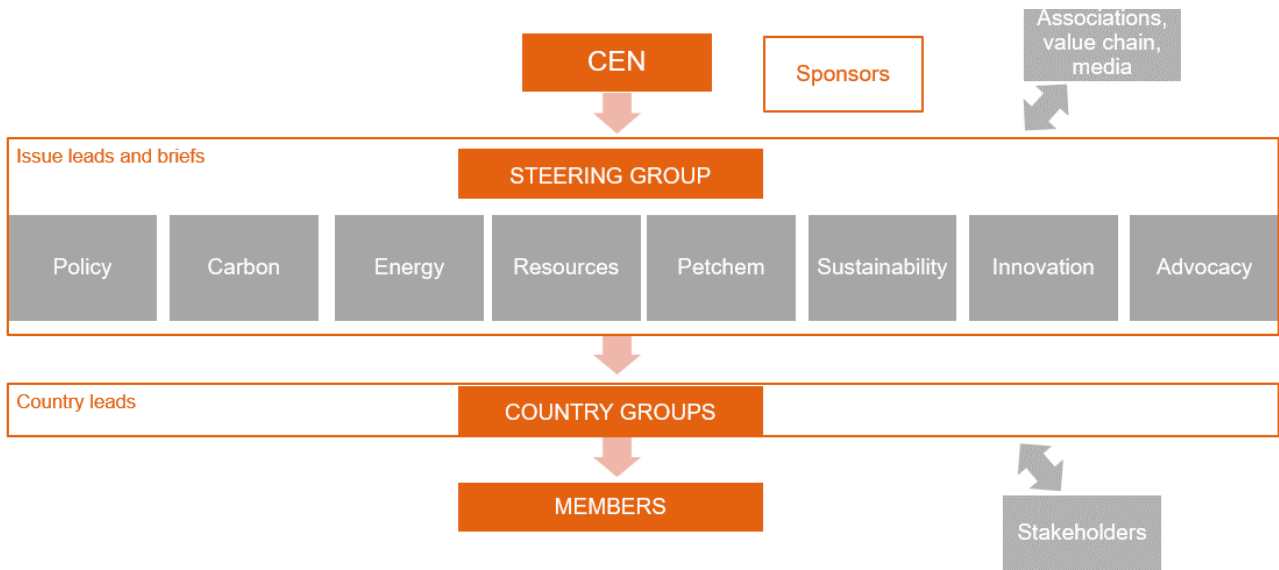 CEN
Sponsors
Associations,
value chain,
media
Issue leads and briefs
STEERING GROUP
Policy
Carbon
Energy
Resources
Petchem
Sustainability
Innovation
Advocacy
Country leads
COUNTRY GROUPS
MEMBERS
Stakeholders